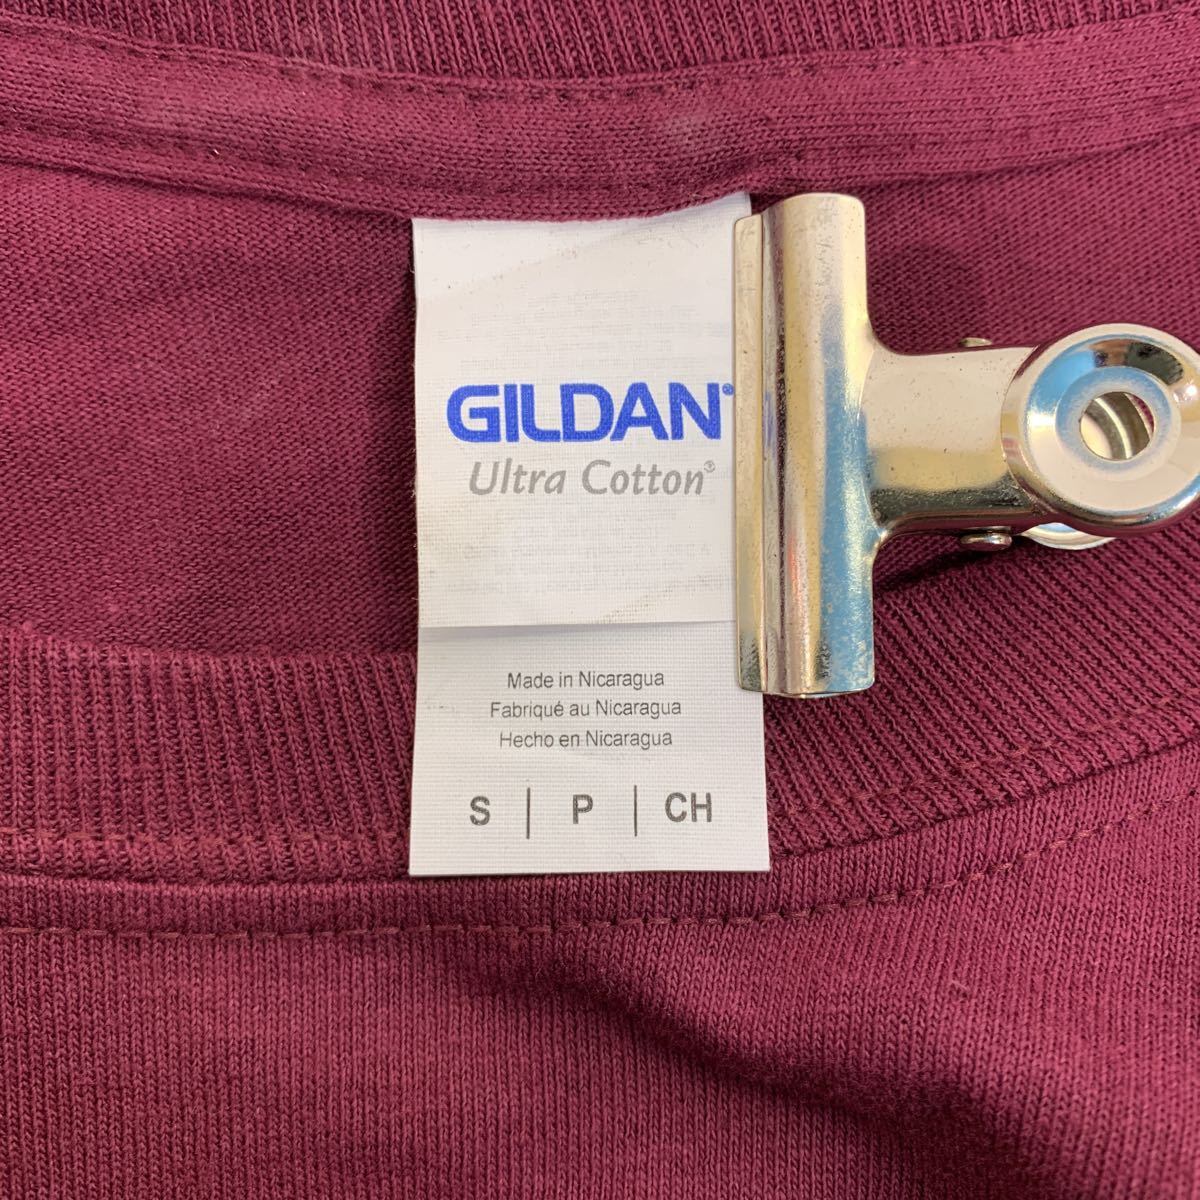 GILDAN®
Ultra Cotton®
Made in Nicaragua
Fabriqué au Nicaragua
Hecho en Nicaragua
S | P | CH